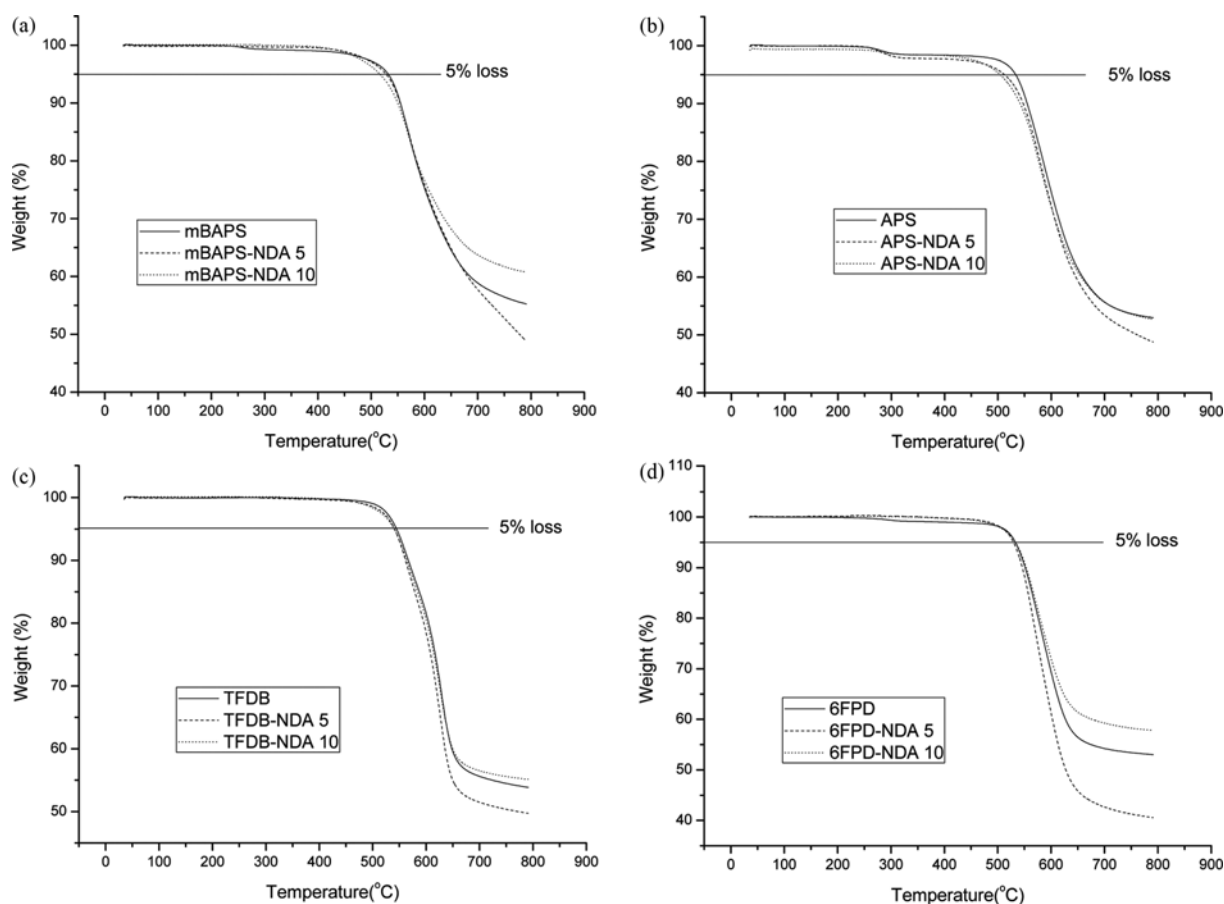 (a)
100
90
80
70
60
50
40
Weight (%)
5% loss
mBAPS
mBAPS-NDA 5
mBAPS-NDA 10
0 100 200 300 400 500 600 700 800 900
Temperature(°C)
(b)
100
90
80
70
60
50
40
Weight (%)
5% loss
APS
APS-NDA 5
APS-NDA 10
0 100 200 300 400 500 600 700 800 900
Temperature(°C)
(c)
100
90
80
70
60
50
Weight (%)
5% loss
TFDB
TFDB-NDA 5
TFDB-NDA 10
0 100 200 300 400 500 600 700 800 900
Temperature(°C)
(d)
110
100
90
80
70
60
50
40
Weight (%)
5% loss
6FPD
6FPD-NDA 5
6FPD-NDA 10
0 100 200 300 400 500 600 700 800 900
Temperature(°C)